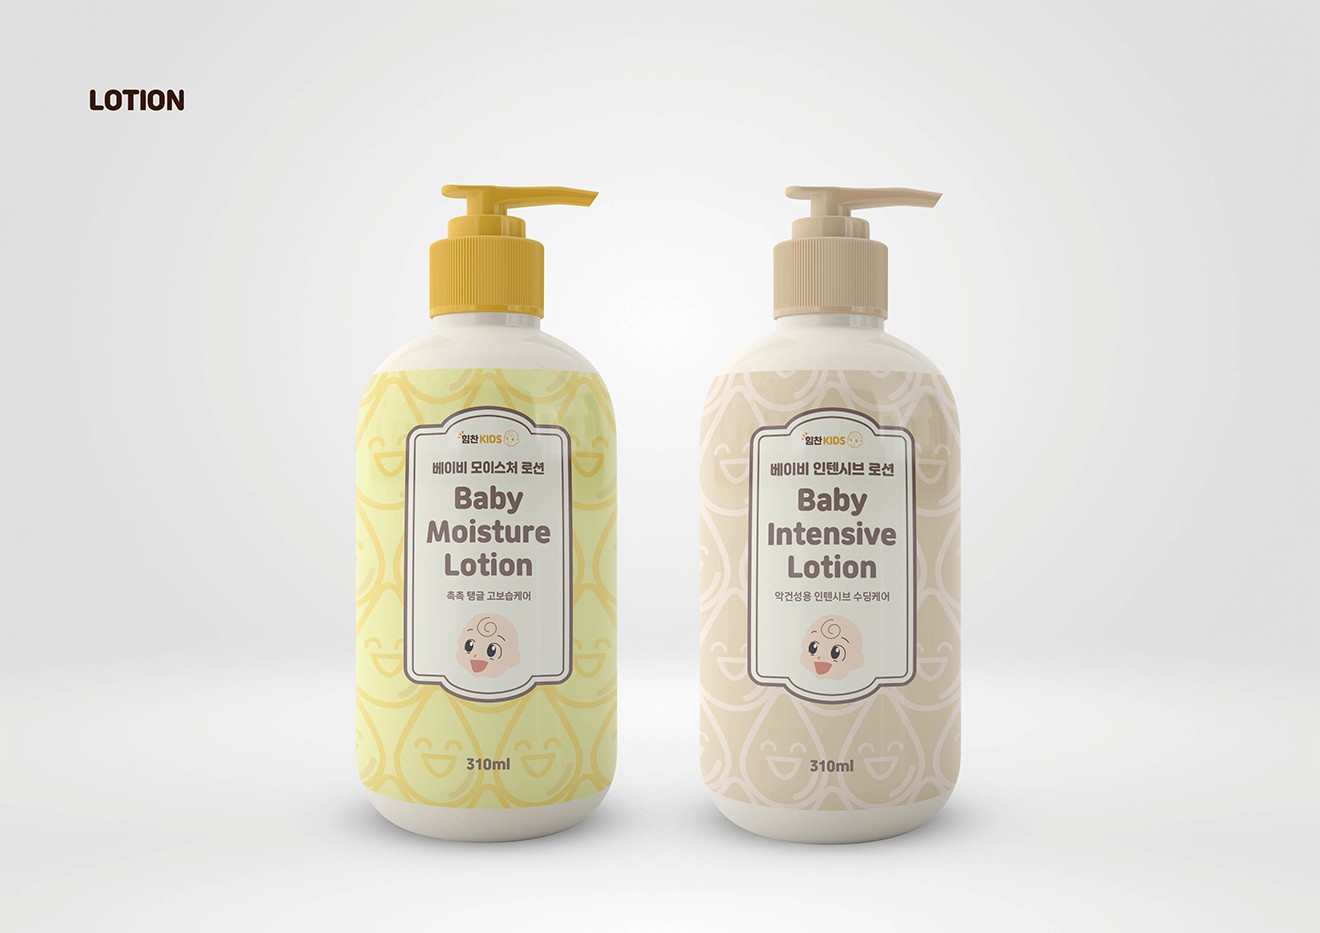 LOTION
힘찬KIDS
베이비 모이스처 로션
Baby
Moisture
Lotion
촉촉 탱글 고보습케어
310ml
힘찬KIDS
베이비 인텐시브 로션
Baby
Intensive
Lotion
악건성용 인텐시브 수딩케어
310ml